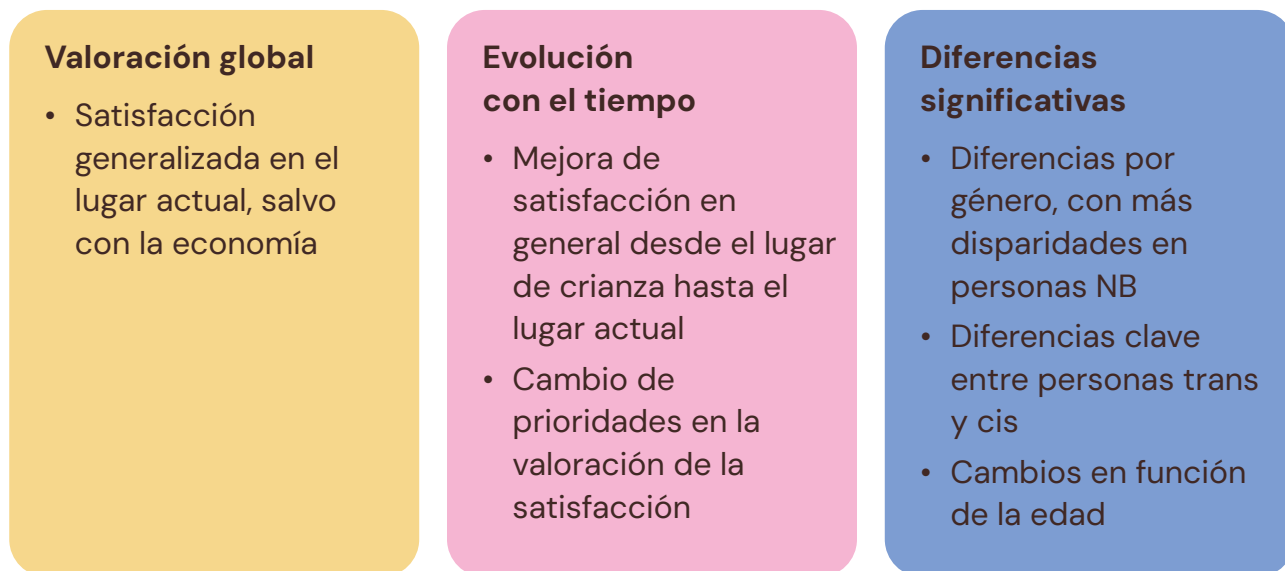 Valoración global
• Satisfacción
generalizada en el
lugar actual, salvo
con la economía
Evolución
con el tiempo
• Mejora de
satisfacción en
general desde el lugar
de crianza hasta el
lugar actual
• Cambio de
prioridades en la
valoración de la
satisfacción
Diferencias
significativas
• Diferencias por
género, con más
disparidades en
personas NB
• Diferencias clave
entre personas trans
y cis
• Cambios en función
de la edad